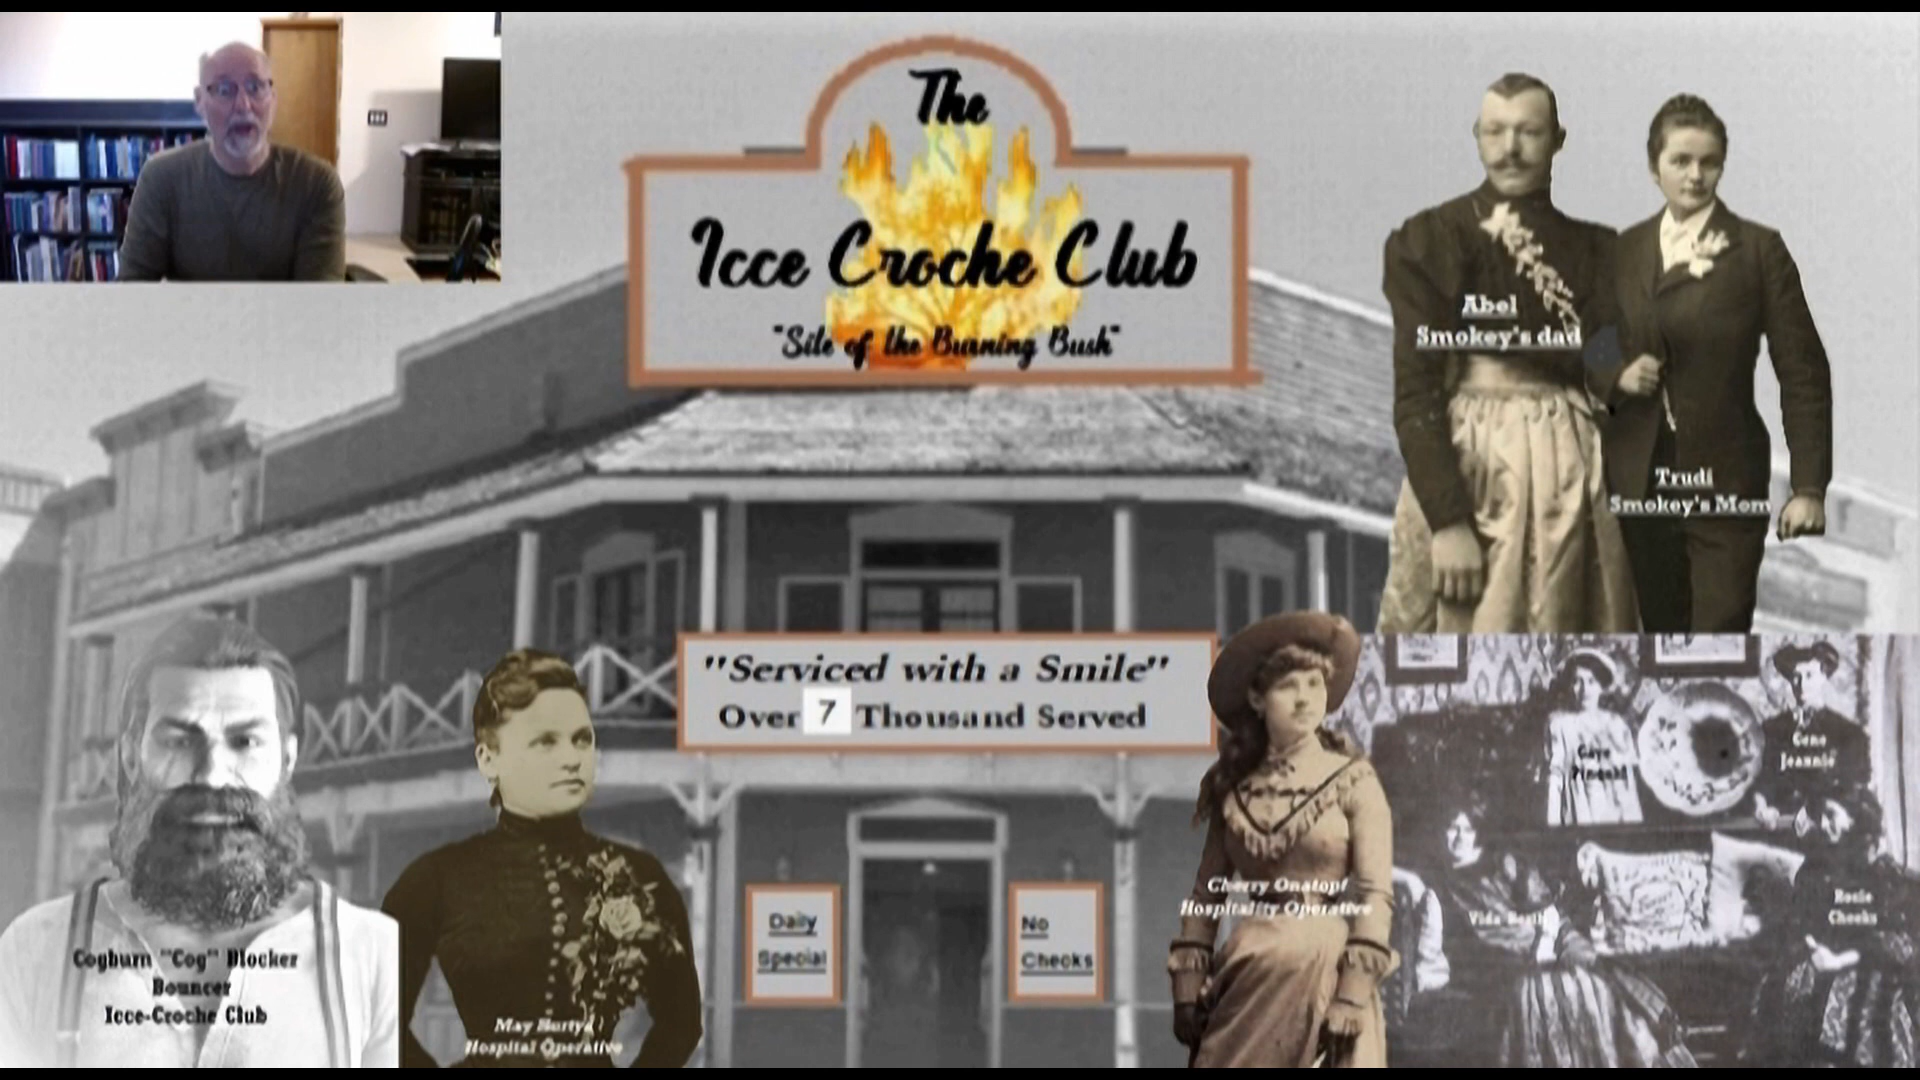 The
Icce Croche Club
"Site of the Burning Bush"
Abel
Smokey's dad
Trudi
Smokey's Mom
"Serviced with a Smile"
Over 7 Thousand Served
Gene
Jeannie
Cherry Onatopf
Hospitality Operative
Rosie
Cheeks
Daily
Special
No
Checks
Cogburn "Cog" Blocker
Bouncer
Icce-Croche Club
May
Hospital Operative